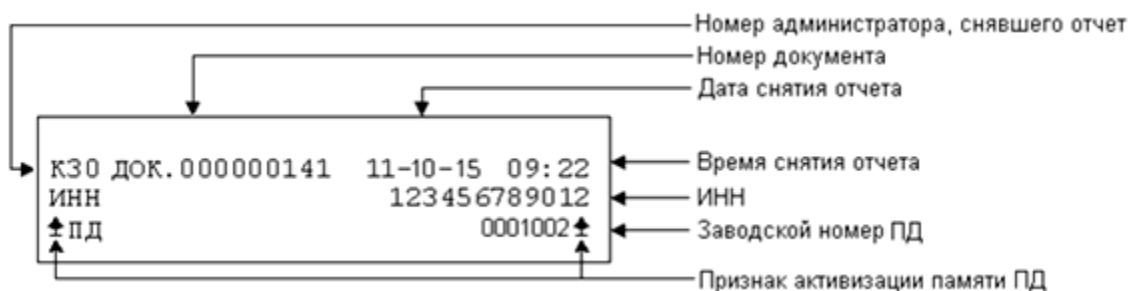 Номер администратора, снявшего отчет
Номер документа
Дата снятия отчета
К30 ДОК.000000141 11-10-15 09:22
Время снятия отчета
ИНН 123456789012
ИНН
ПД 0001002
Заводской номер ПД
Признак активизации памяти ПД